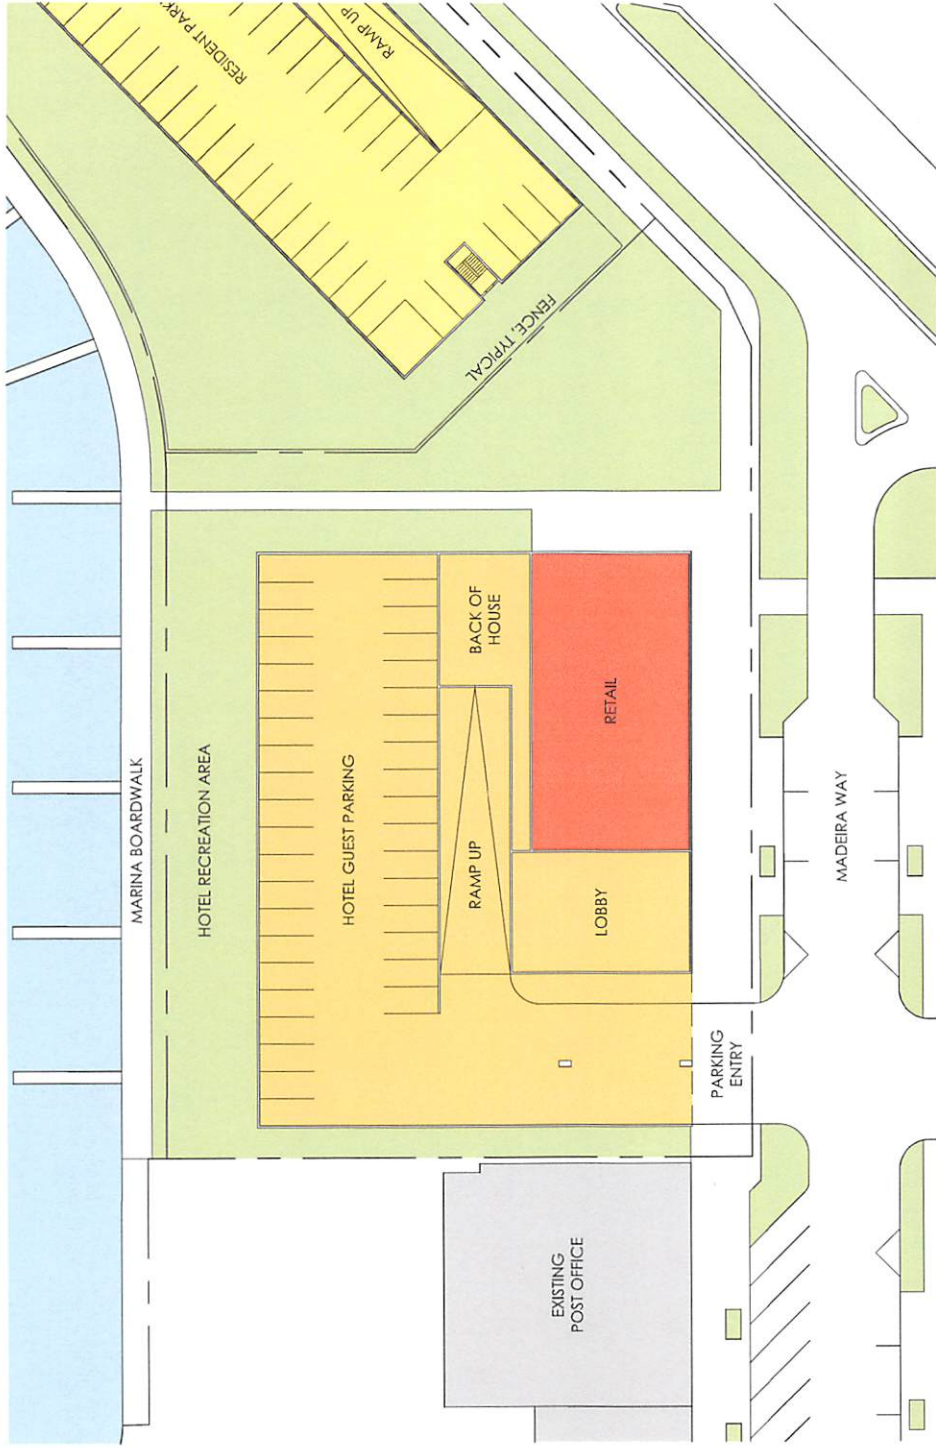 RESIDENT PARK
RAMP UP
FENCE, TYPICAL
MARINA BOARDWALK
HOTEL RECREATION AREA
HOTEL GUEST PARKING
BACK OF
HOUSE
RAMP UP
RETAIL
LOBBY
MADEIRA WAY
PARKING
ENTRY
EXISTING
POST OFFICE